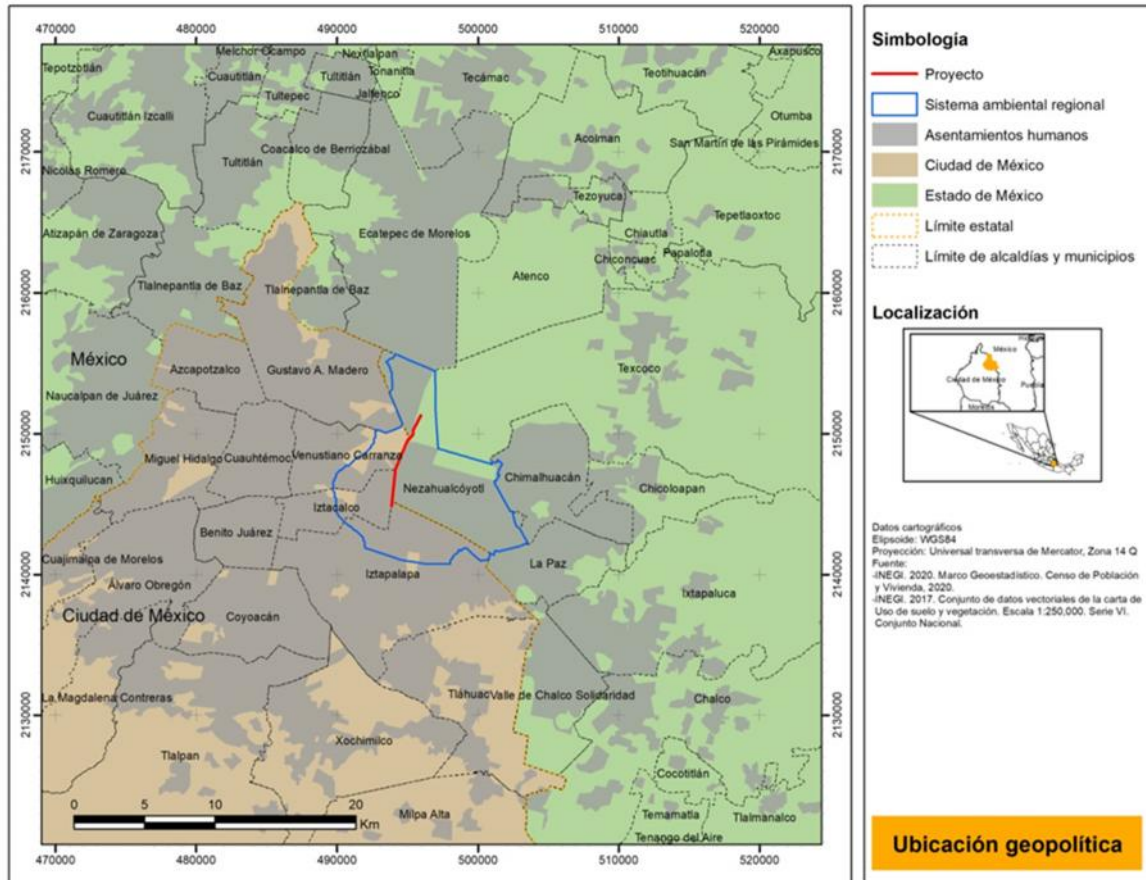 470000
480000
490000
500000
510000
520000
Tepotzotlán
Melchor Ocampo
Nextlalpan
Axapusco
Cuautitlán
Tultitlán
Tonanitla
Tecámac
Teotihuacán
Tultepec
Jaltenco
Cuautitlán Izcalli
Otumba
Acolman
2170000
Coacalco de Berriozábal
San Martín de las Pirámides
2170000
Tultitlán
Nicolás Romero
Tezoyuca
Tepetlaoxtoc
Atizapán de Zaragoza
Ecatepec de Morelos
Chiautla
Chiconcuac
Papalotla
Atenco
Tlalnepantla de Baz
Tlalnepantla de Baz
2160000
2160000
México
Azcapotzalco
Gustavo A. Madero
Texcoco
Naucalpan de Juárez
2150000
2150000
Miguel Hidalgo
Cuauhtémoc
Venustiano Carranza
Huixquilucan
Nezahualcóyotl
Chimalhuacán
Chicoloapan
Iztacalco
Benito Juárez
Cuajimalpa de Morelos
La Paz
2140000
Iztapalapa
2140000
Álvaro Obregón
Ixtapaluca
Ciudad de México
Coyoacán
La Magdalena Contreras
Tláhuac
Valle de Chalco Solidaridad
Chalco
2130000
2130000
Xochimilco
Tlalpan
Cocotitlán
0 5 10 20
Km
Milpa Alta
Temamatla
Tlalmanalco
Tenango del Aire
470000
480000
490000
500000
510000
520000
Simbología
Proyecto
Sistema ambiental regional
Asentamientos humanos
Ciudad de México
Estado de México
Límite estatal
Límite de alcaldías y municipios
Localización
México
Ciudad de México
Morelos
Datos cartográficos
Elipsoide: WGS84
Proyección: Universal transversa de Mercator, Zona 14 Q
Fuente:
-INEGI. 2020. Marco Geoestadístico. Censo de Población
y Vivienda, 2020.
-INEGI. 2017. Conjunto de datos vectoriales de la carta de
Uso de suelo y vegetación. Escala 1:250,000. Serie VI.
Conjunto Nacional.
Ubicación geopolítica